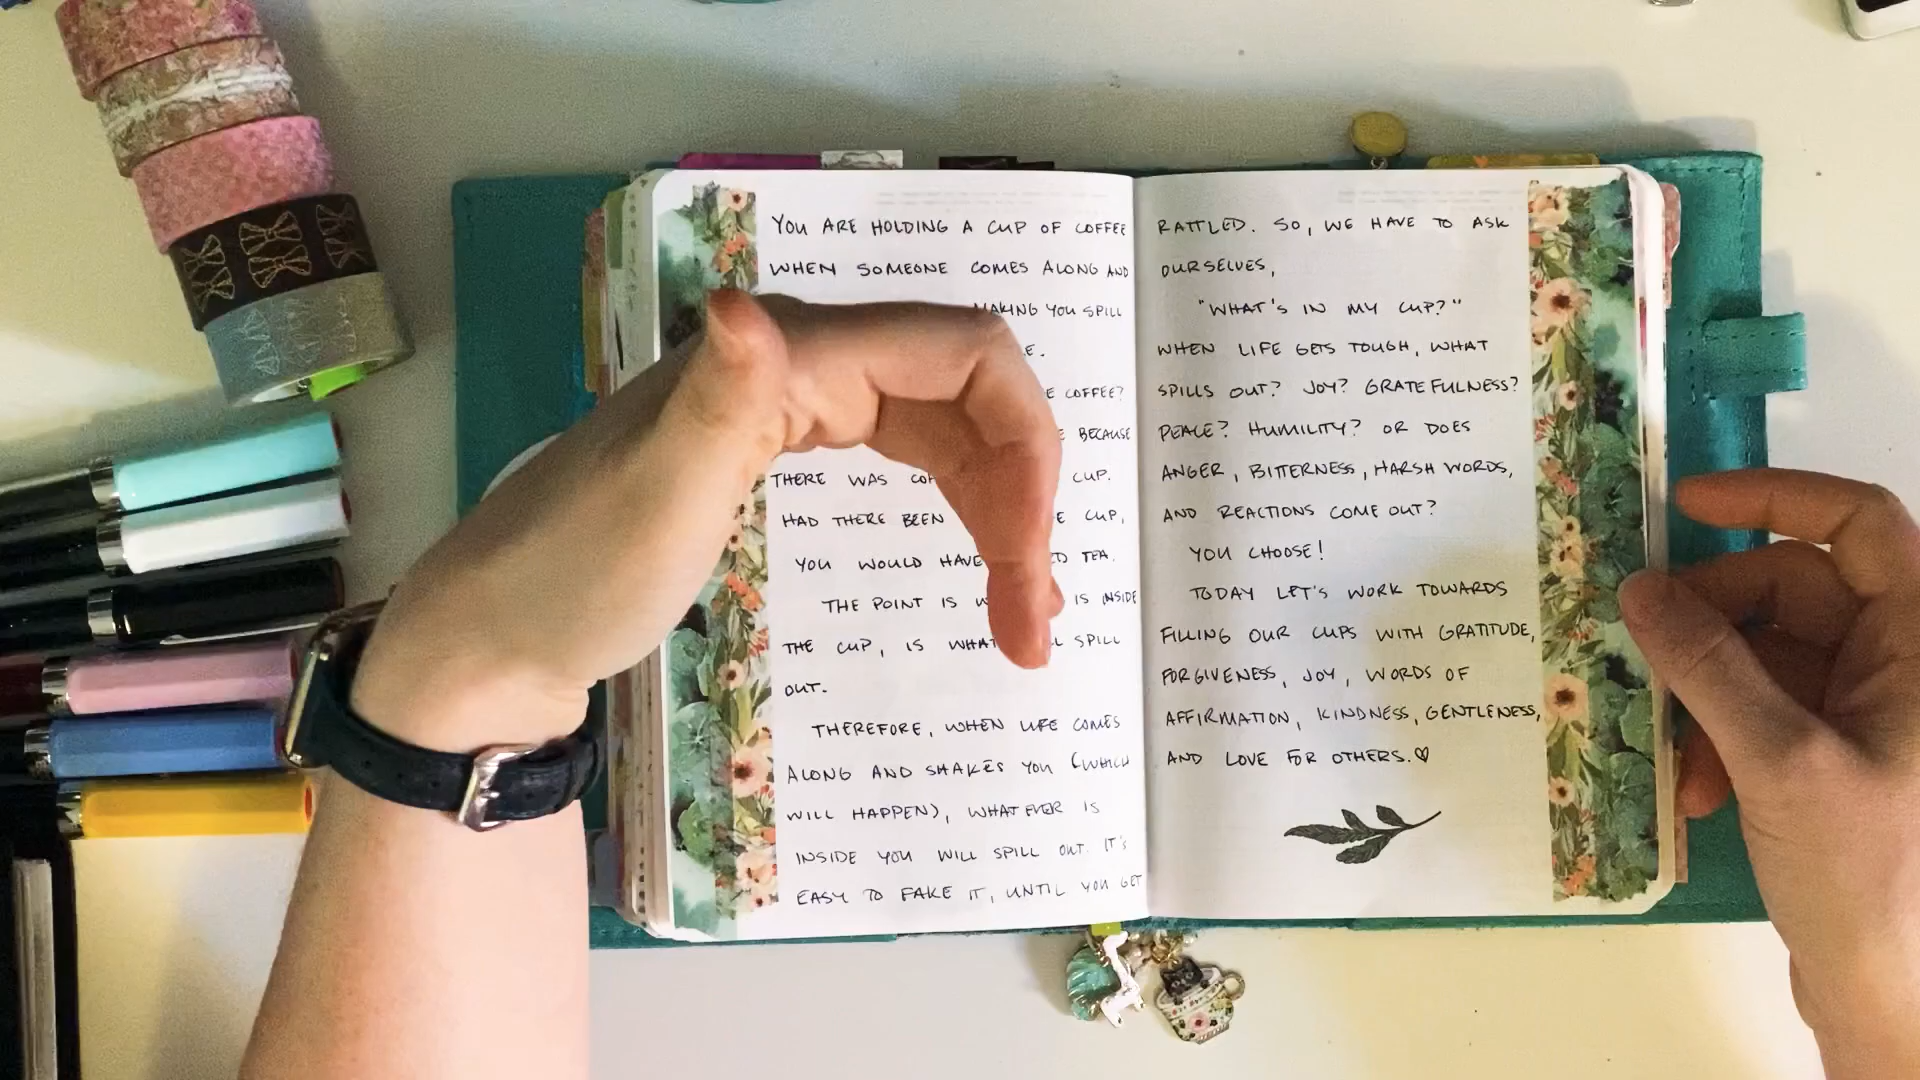 YOU ARE HOLDING A CUP OF COFFEE
WHEN SOMEONE COMES ALONG AND
MAKING YOU SPILL
COFFEE?
BECAUSE
THERE WAS CUP.
HAD THERE BEEN CUP,
YOU WOULD HAVE TEA.
THE POINT IS IS INSIDE
THE CUP, IS WHAT SPILL
OUT.
THEREFORE, WHEN LIFE COMES
ALONG AND SHAKES YOU (WHICH
WILL HAPPEN), WHATEVER IS
INSIDE YOU WILL SPILL OUT. IT'S
EASY TO FAKE IT, UNTIL YOU GET
RATTLED. SO, WE HAVE TO ASK
OURSELVES,
"WHAT'S IN MY CUP?"
WHEN LIFE GETS TOUGH, WHAT
SPILLS OUT? JOY? GRATEFULNESS?
PEACE? HUMILITY? OR DOES
ANGER, BITTERNESS, HARSH WORDS,
AND REACTIONS COME OUT?
YOU CHOOSE!
TODAY LET'S WORK TOWARDS
FILLING OUR CUPS WITH GRATITUDE,
FORGIVENESS, JOY, WORDS OF
AFFIRMATION, KINDNESS, GENTLENESS,
AND LOVE FOR OTHERS.♡